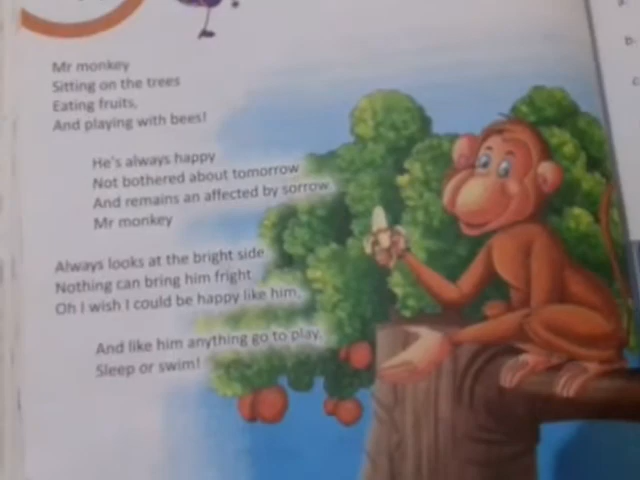 Mr monkey
Sitting on the trees
Eating fruits,
And playing with bees!
He's always happy
Not bothered about tomorrow
And remains an affected by sorrow
Mr monkey
Always looks at the bright side
Nothing can bring him fright
Oh I wish I could be happy like him,
And like him anything go to play,
Sleep or swim!